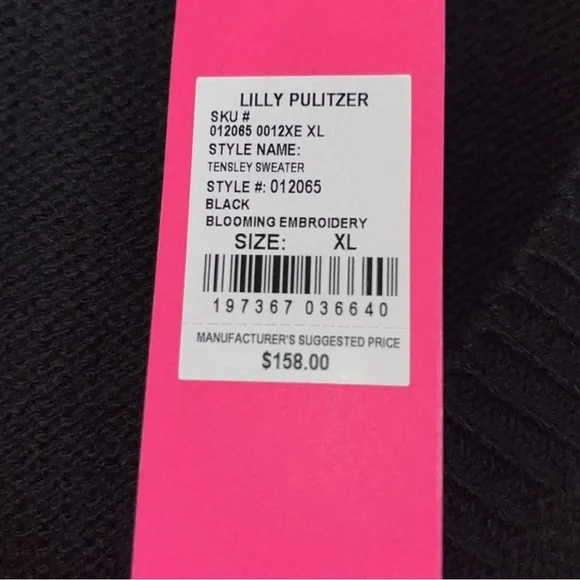 LILLY PULITZER
SKU #
012065 0012XE XL
STYLE NAME:
TENSLEY SWEATER
STYLE #: 012065
BLACK
BLOOMING EMBROIDERY
SIZE: XL
197367 036640
MANUFACTURER'S SUGGESTED PRICE
$158.00